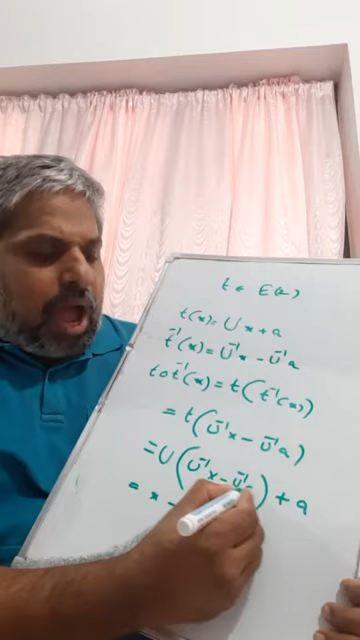 t ∈ E(2)
t(x) = Ux + a
t⁻¹(x) = U⁻¹x - U⁻¹a
t o t⁻¹(x) = t(t⁻¹(x))
= t(U⁻¹x - U⁻¹a)
= U(U⁻¹x - U⁻¹a) + a
= x -